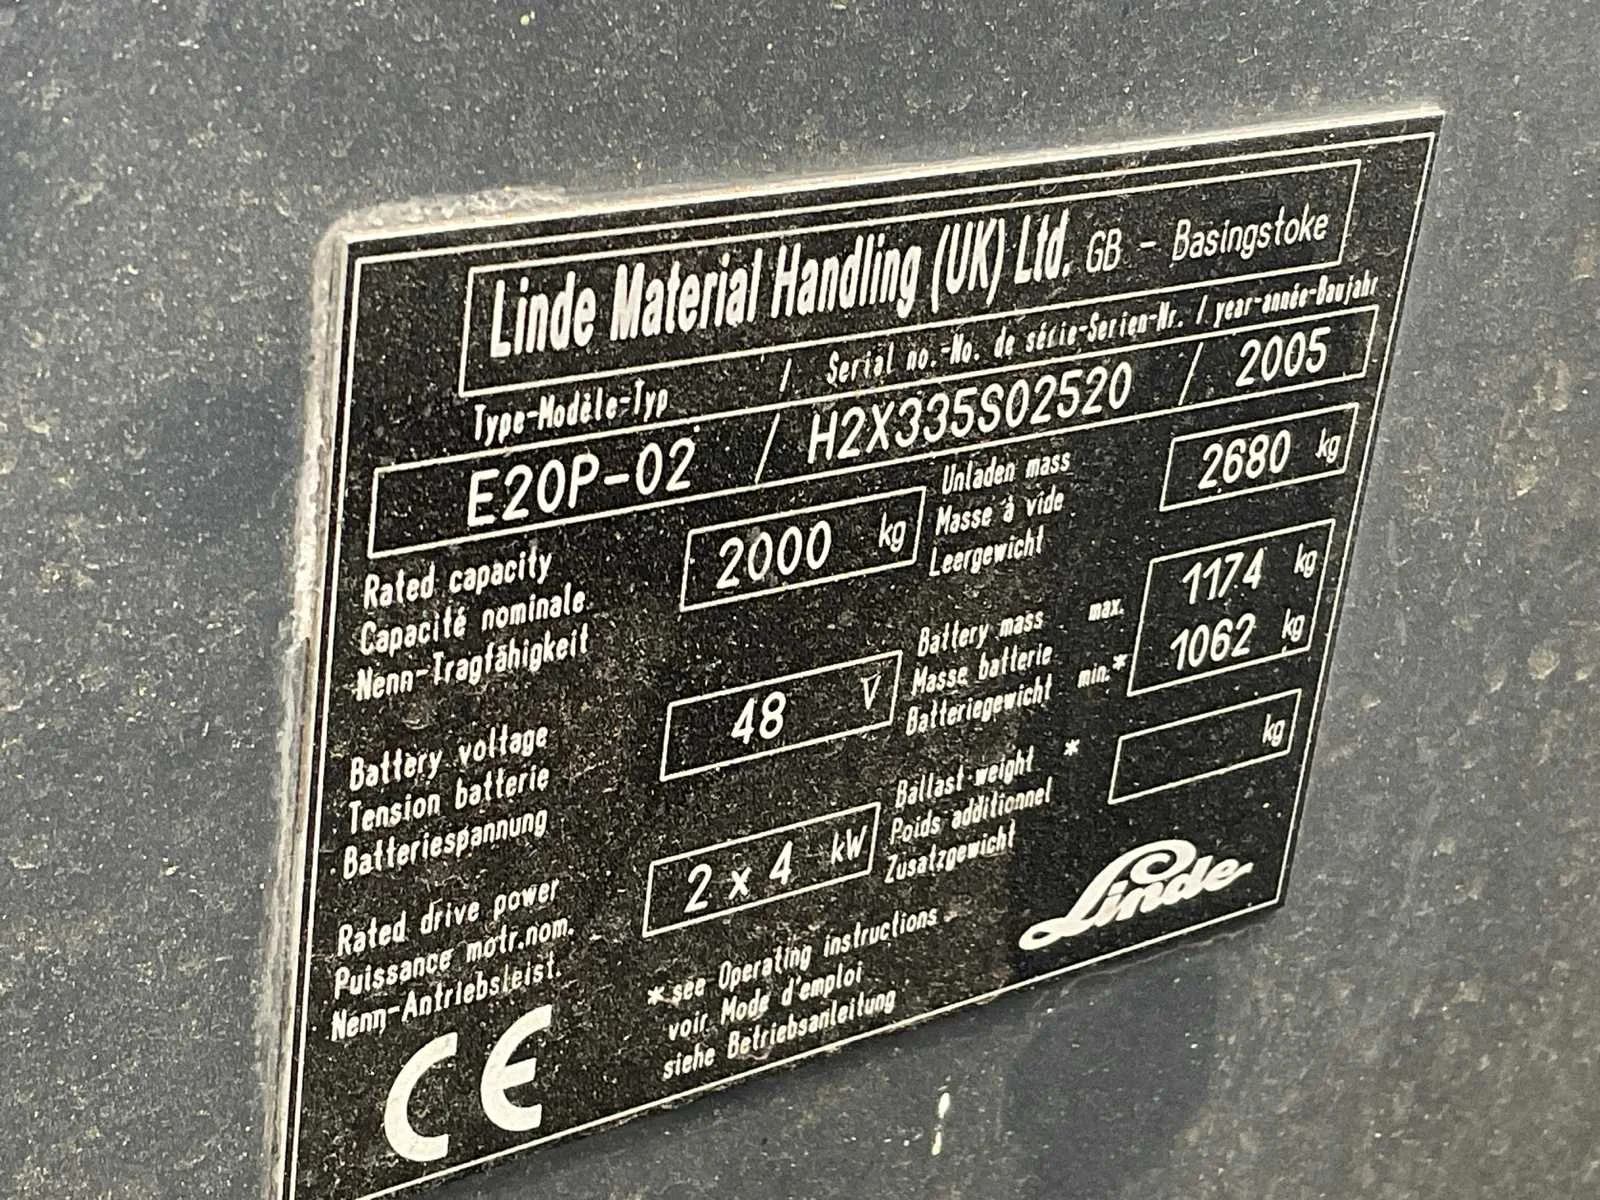 Linde Material Handling (UK) Ltd. GB - Basingstoke
Type-Modèle-Typ / Serial no.-No. de série-Serien-Nr. / year-année-Baujahr
E20P-02 / H2X335S02520 / 2005
Rated capacity
Capacité nominale
Nenn-Tragfähigkeit
2000 kg
Unladen mass
Masse à vide
Leergewicht
2680 kg
Battery voltage
Tension batterie
Batteriespannung
48 V
Battery mass max.
Masse batterie
Batteriegewicht min.*
1174 kg
1062 kg
Rated drive power
Puissance motr.nom.
Nenn-Antriebsleist.
2 x 4 kW
Ballast weight *
Poids additionnel
Zusatzgewicht
kg
*see Operating instructions
voir Mode d'emploi
siehe Betriebsanleitung
Linde
CE